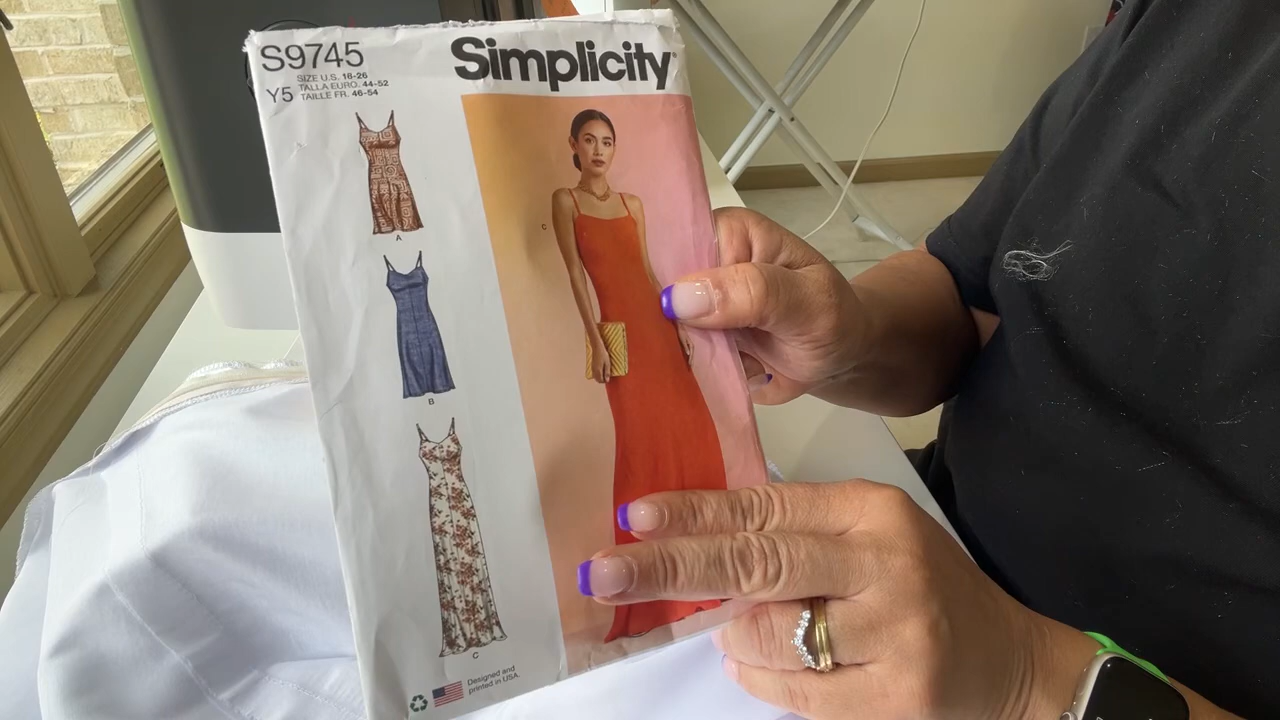 S9745
Simplicity
Y5
SIZE U.S. 18-26
TALLA EURO. 44-52
TAILLE FR. 46-54
C
A
B
C
Designed and
printed in USA.